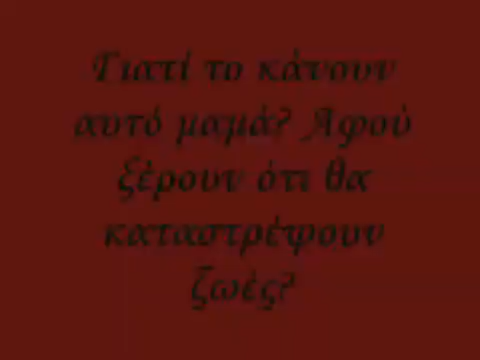 Γιατί το κάνουν
αυτό μαμά? Αφού
ξέρουν ότι θα
καταστρέψουν
ζωές?